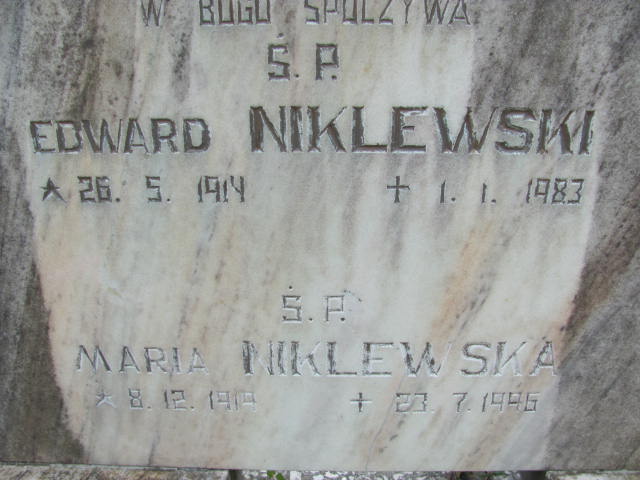 W BOGU SPOCZYWA
Ś. P.
EDWARD NIKLEWSKI
★ 26. 5. 1914 ✝ 1. 1. 1983
Ś. P.
MARIA NIKLEWSKA
★ 8. 12. 1919 ✝ 23. 7. 1996